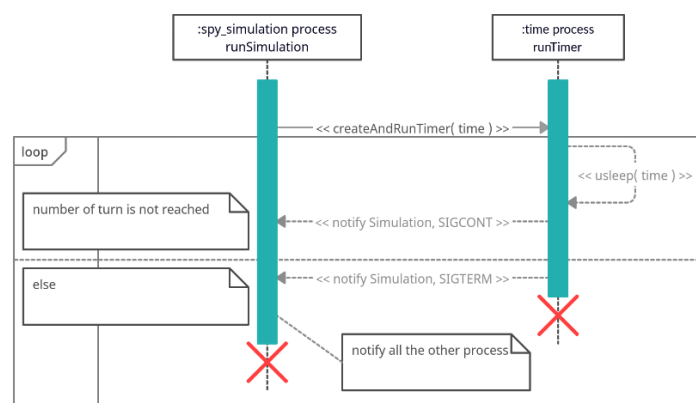 :spy_simulation process
runSimulation
:time process
runTimer
<< createAndRunTimer( time ) >>
loop
<< usleep( time ) >>
number of turn is not reached
<< notify Simulation, SIGCONT >>
<< notify Simulation, SIGTERM >>
else
notify all the other process